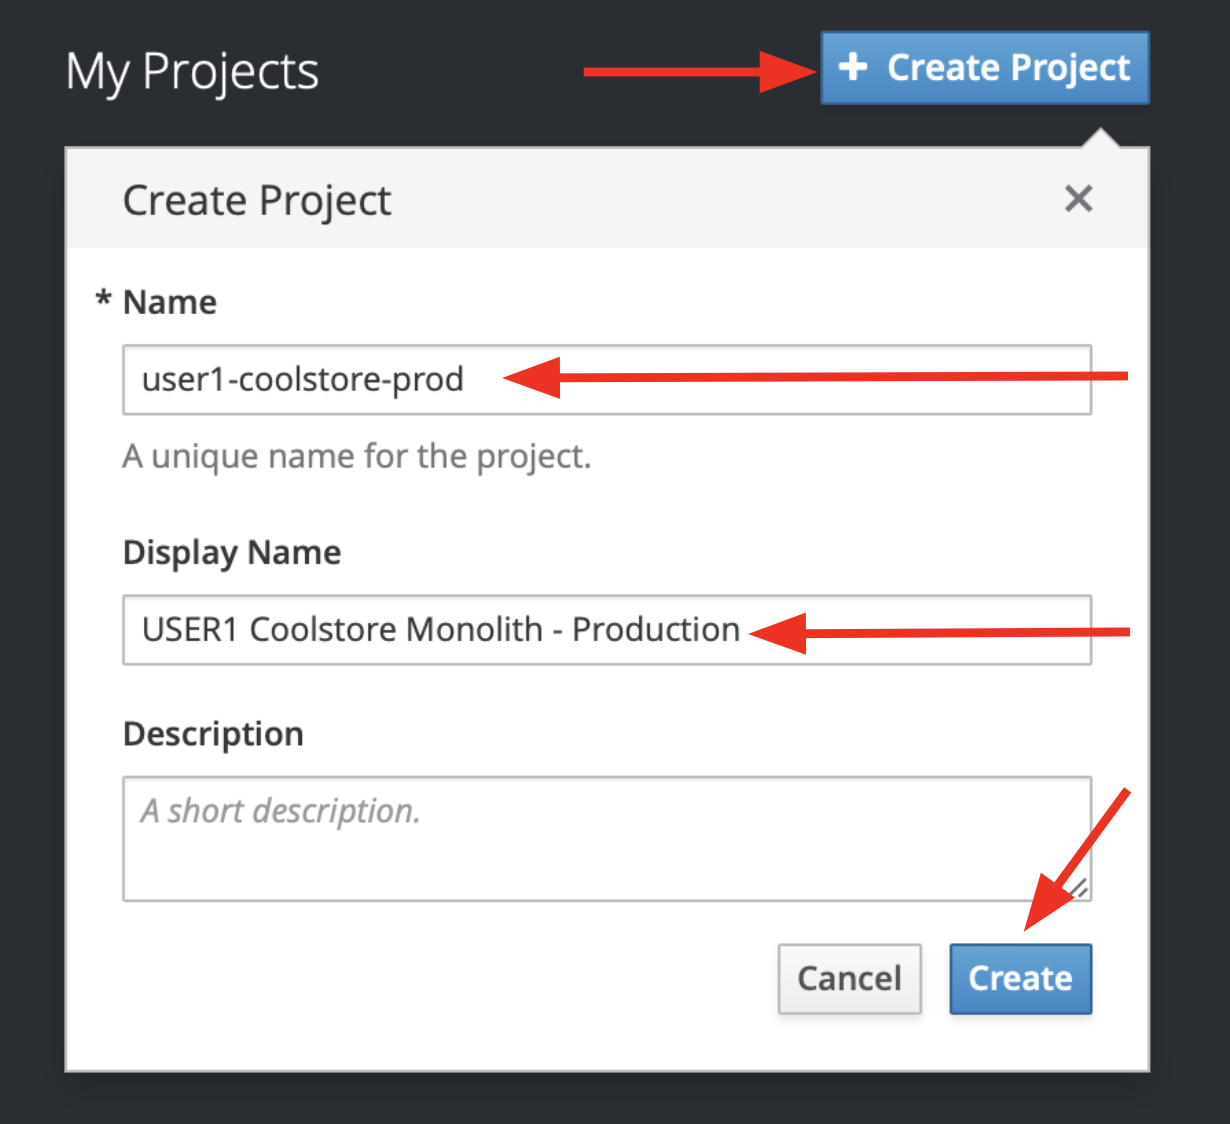 My Projects
+ Create Project
Create Project
* Name
user1-coolstore-prod
A unique name for the project.
Display Name
USER1 Coolstore Monolith - Production
Description
A short description.
Cancel
Create